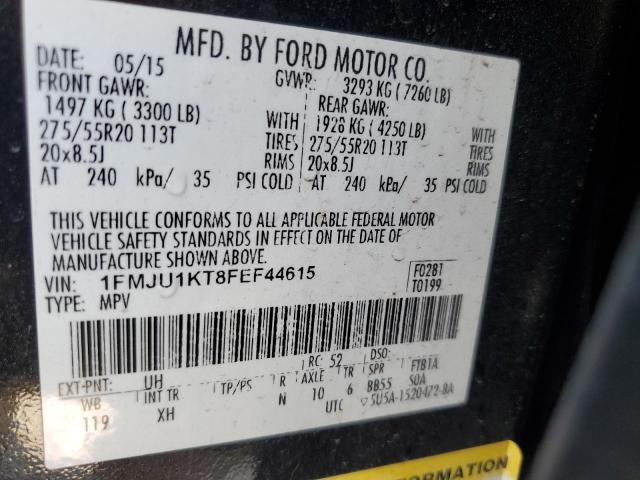 MFD. BY FORD MOTOR CO.
DATE: 05/15 GVWR: 3293 KG ( 7260 LB)
FRONT GAWR: REAR GAWR:
1497 KG ( 3300 LB) WITH 1928 KG ( 4250 LB) WITH
275/55R20 113T TIRES 275/55R20 113T TIRES
20x8.5J RIMS 20x8.5J RIMS
AT 240 kPa/ 35 PSI COLD AT 240 kPa/ 35 PSI COLD
THIS VEHICLE CONFORMS TO ALL APPLICABLE FEDERAL MOTOR
VEHICLE SAFETY STANDARDS IN EFFECT ON THE DATE OF
MANUFACTURE SHOWN ABOVE.
VIN: 1FMJU1KT8FEF44615 F0281
TYPE: MPV T0199
EXT-PNT: UH RC: 52 DSO:
WB INT TR TP/PS R AXLE TR SPR FTB1A
119 XH N 10 6 BB55 SOA
UTC 5U5A-1520472-BA
FORMATION